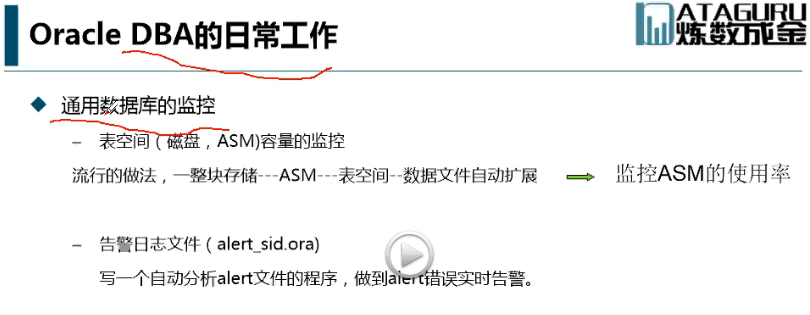 Oracle DBA的日常工作
ATAGURU
炼数成金
通用数据库的监控
– 表空间（磁盘，ASM)容量的监控
流行的做法，一整块存储---ASM---表空间--数据文件自动扩展
监控ASM的使用率
– 告警日志文件（alert_sid.ora)
写一个自动分析alert文件的程序，做到alert错误实时告警。